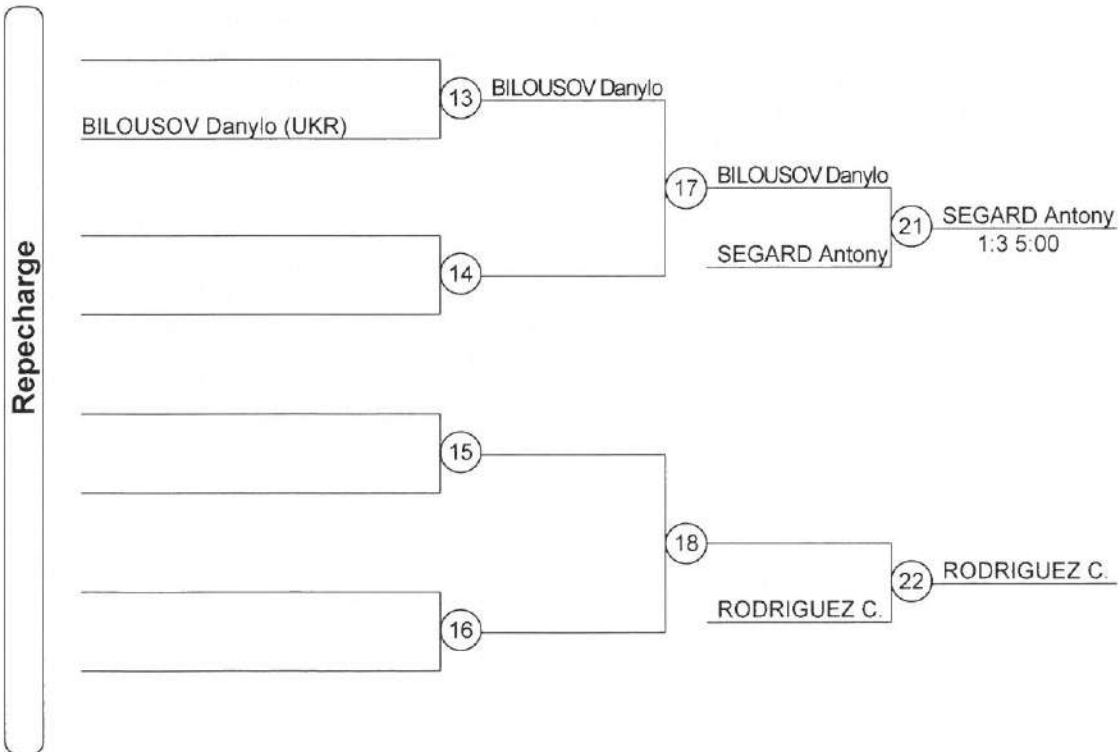 Repechage
13 BILOUSOV Danylo
BILOUSOV Danylo (UKR)
17 BILOUSOV Danylo
21 SEGARD Antony
1:3 5:00
SEGARD Antony
14
15
18
22 RODRIGUEZ C.
RODRIGUEZ C.
16